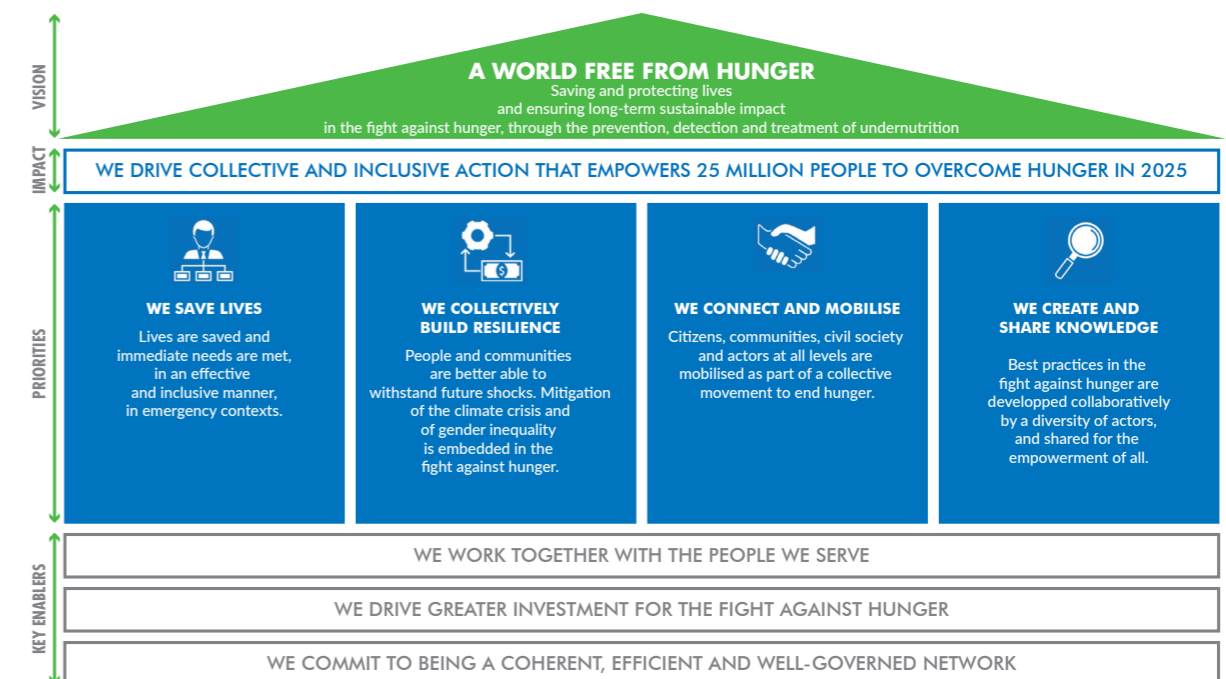 VISION
A WORLD FREE FROM HUNGER
Saving and protecting lives
and ensuring long-term sustainable impact
in the fight against hunger, through the prevention, detection and treatment of undernutrition
IMPACT
WE DRIVE COLLECTIVE AND INCLUSIVE ACTION THAT EMPOWERS 25 MILLION PEOPLE TO OVERCOME HUNGER IN 2025
PRIORITIES
WE SAVE LIVES
Lives are saved and
immediate needs are met,
in an effective
and inclusive manner,
in emergency contexts.
$
WE COLLECTIVELY
BUILD RESILIENCE
People and communities
are better able to
withstand future shocks. Mitigation
of the climate crisis and
of gender inequality
is embedded in the
fight against hunger.
WE CONNECT AND MOBILISE
Citizens, communities, civil society
and actors at all levels are
mobilised as part of a collective
movement to end hunger.
WE CREATE AND
SHARE KNOWLEDGE
Best practices in the
fight against hunger are
developped collaboratively
by a diversity of actors,
and shared for the
empowerment of all.
KEY ENABLERS
WE WORK TOGETHER WITH THE PEOPLE WE SERVE
WE DRIVE GREATER INVESTMENT FOR THE FIGHT AGAINST HUNGER
WE COMMIT TO BEING A COHERENT, EFFICIENT AND WELL-GOVERNED NETWORK